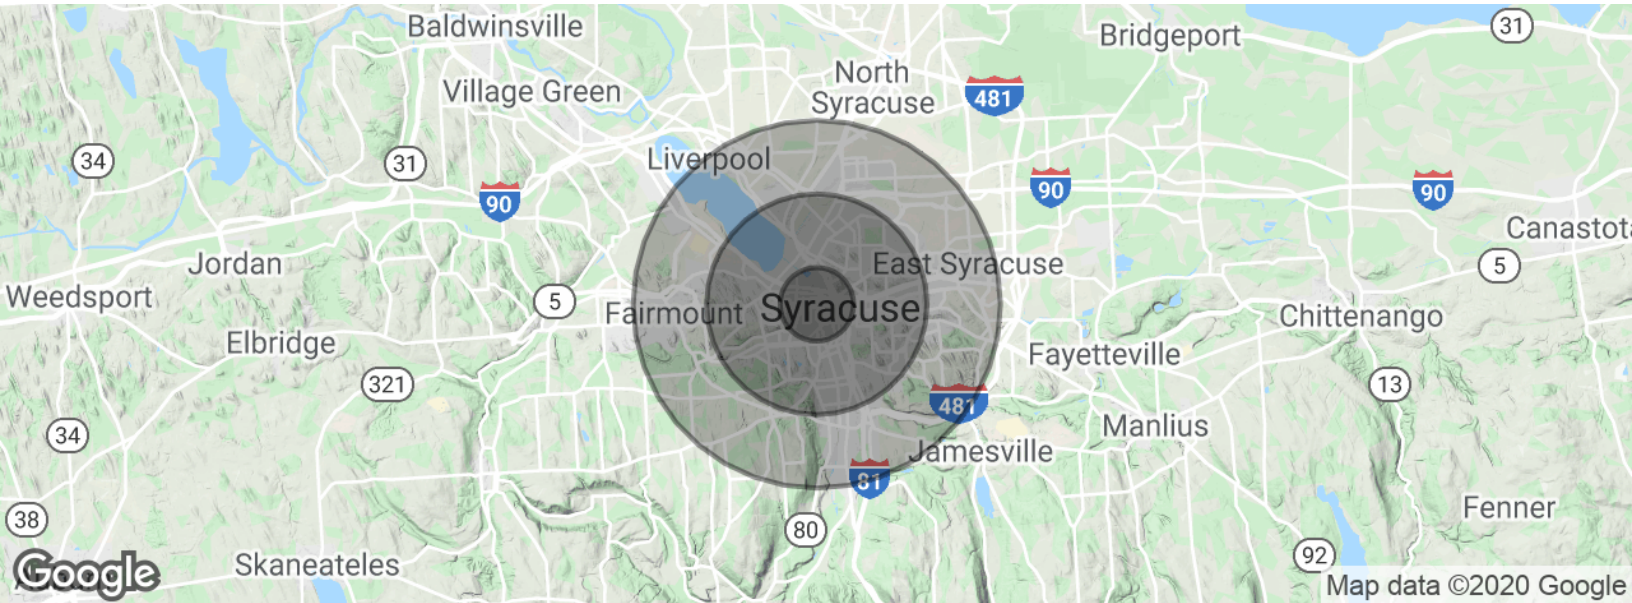 Baldwinsville
Bridgeport
31
North
Syracuse
Village Green
481
Liverpool
34
31
90
90
90
Canastota
Jordan
East Syracuse
5
Weedsport
5
Fairmount
Syracuse
Chittenango
Elbridge
Fayetteville
321
13
481
34
Manlius
Jamesville
81
38
80
Fenner
92
Skaneateles
Google
Map data ©2020 Google